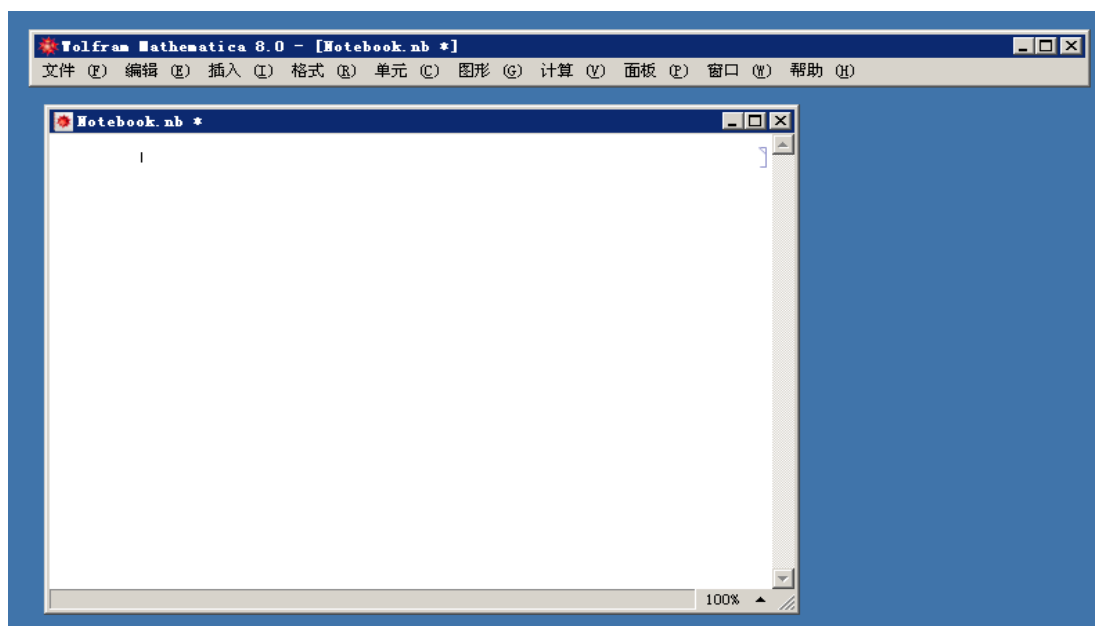 Wolfram Mathematica 8.0 - [Notebook.nb *]
文件 (F) 编辑 (E) 插入 (I) 格式 (R) 单元 (C) 图形 (G) 计算 (V) 面板 (P) 窗口 (W) 帮助 (H)
Notebook.nb *
100%